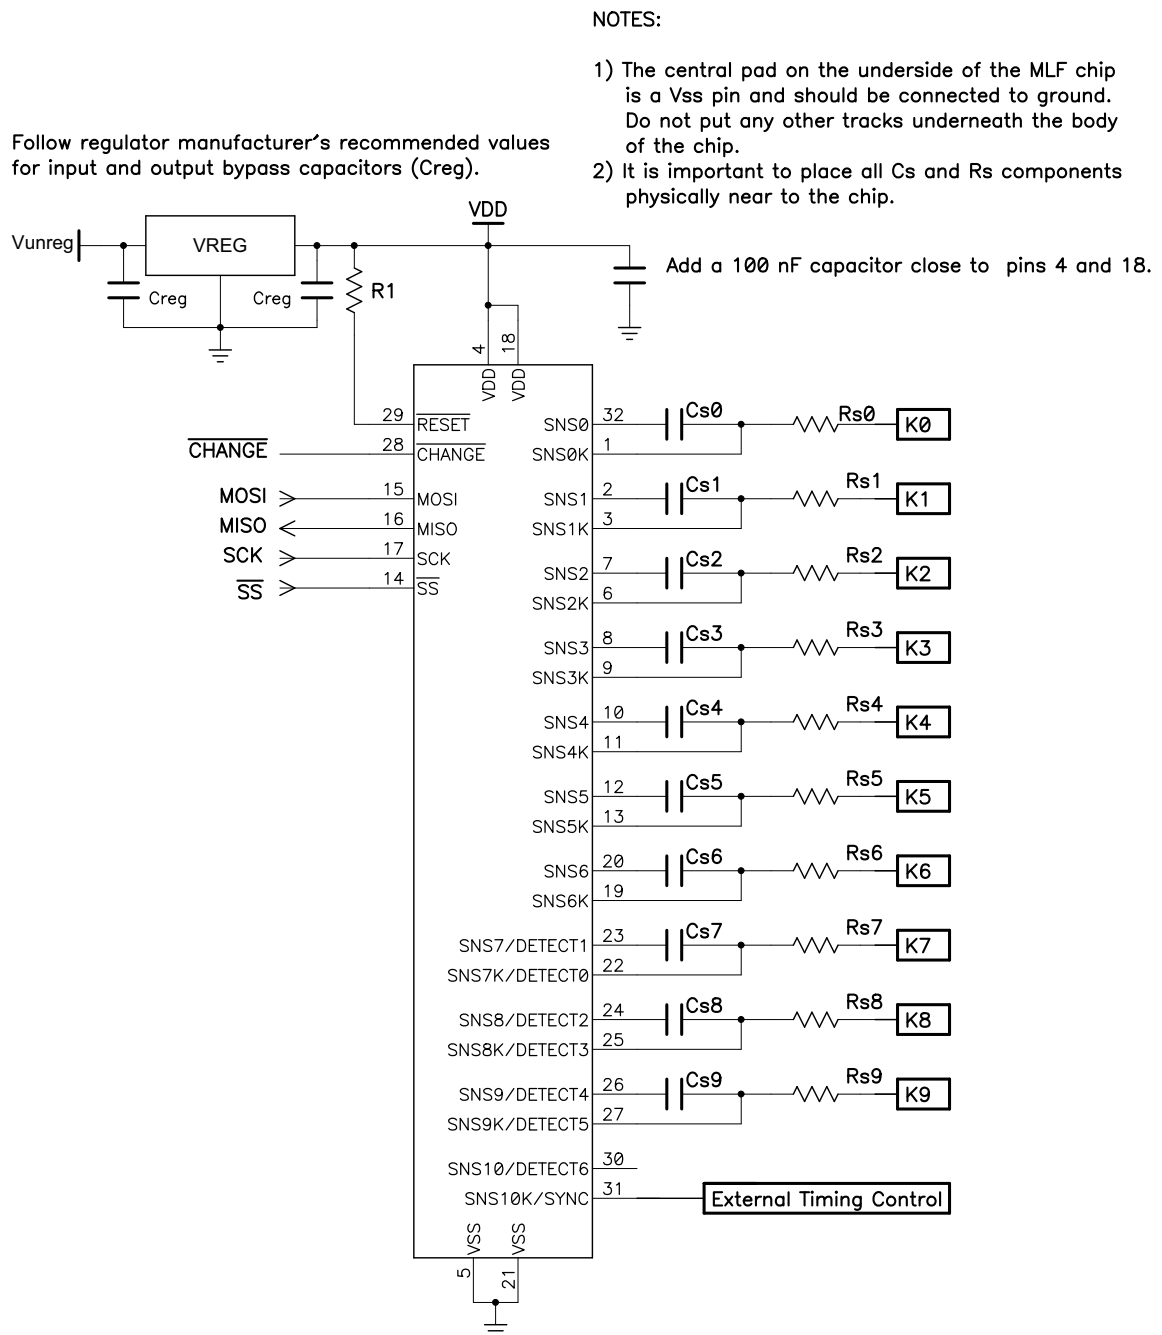 NOTES:
1) The central pad on the underside of the MLF chip
is a Vss pin and should be connected to ground.
Do not put any other tracks underneath the body
of the chip.
2) It is important to place all Cs and Rs components
physically near to the chip.
Follow regulator manufacturer's recommended values
for input and output bypass capacitors (Creg).
VDD
Vunreg
VREG
Creg
Creg
R1
Add a 100 nF capacitor close to pins 4 and 18.
4
18
VDD
VDD
29
RESET
CHANGE
28
CHANGE
MOSI
15
MOSI
MISO
16
MISO
SCK
17
SCK
SS
14
SS
SNS0
32
Cs0
Rs0
K0
SNS0K
1
SNS1
2
Cs1
Rs1
K1
SNS1K
3
SNS2
7
Cs2
Rs2
K2
SNS2K
6
SNS3
8
Cs3
Rs3
K3
SNS3K
9
SNS4
10
Cs4
Rs4
K4
SNS4K
11
SNS5
12
Cs5
Rs5
K5
SNS5K
13
SNS6
20
Cs6
Rs6
K6
SNS6K
19
SNS7/DETECT1
23
Cs7
Rs7
K7
SNS7K/DETECT0
22
SNS8/DETECT2
24
Cs8
Rs8
K8
SNS8K/DETECT3
25
SNS9/DETECT4
26
Cs9
Rs9
K9
SNS9K/DETECT5
27
SNS10/DETECT6
30
SNS10K/SYNC
31
External Timing Control
VSS
VSS
5
21